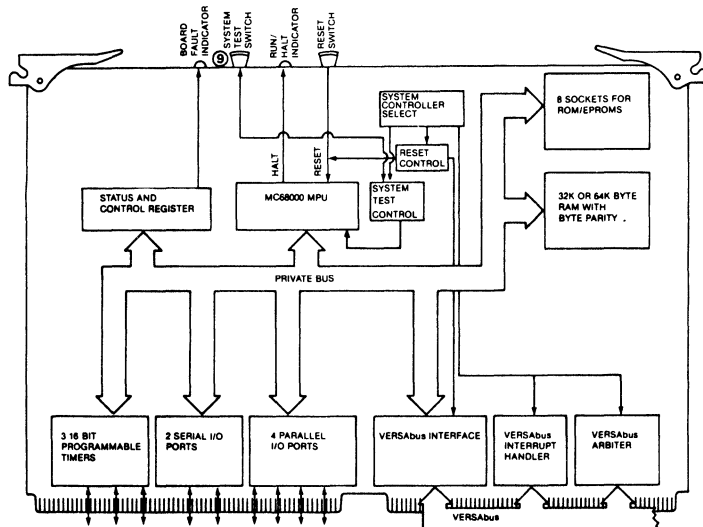 BOARD
FAULT
INDICATOR
9
SYSTEM
TEST
SWITCH
RUN/
HALT
INDICATOR
RESET
SWITCH
SYSTEM
CONTROLLER
SELECT
8 SOCKETS FOR
ROM/EPROMS
HALT
RESET
RESET
CONTROL
STATUS AND
CONTROL REGISTER
MC68000 MPU
SYSTEM
TEST
CONTROL
32K OR 64K BYTE
RAM WITH
BYTE PARITY .
PRIVATE BUS
3 16 BIT
PROGRAMMABLE
TIMERS
2 SERIAL I/O
PORTS
4 PARALLEL
I/O PORTS
VERSAbus INTERFACE
VERSAbus
INTERRUPT
HANDLER
VERSAbus
ARBITER
VERSAbus